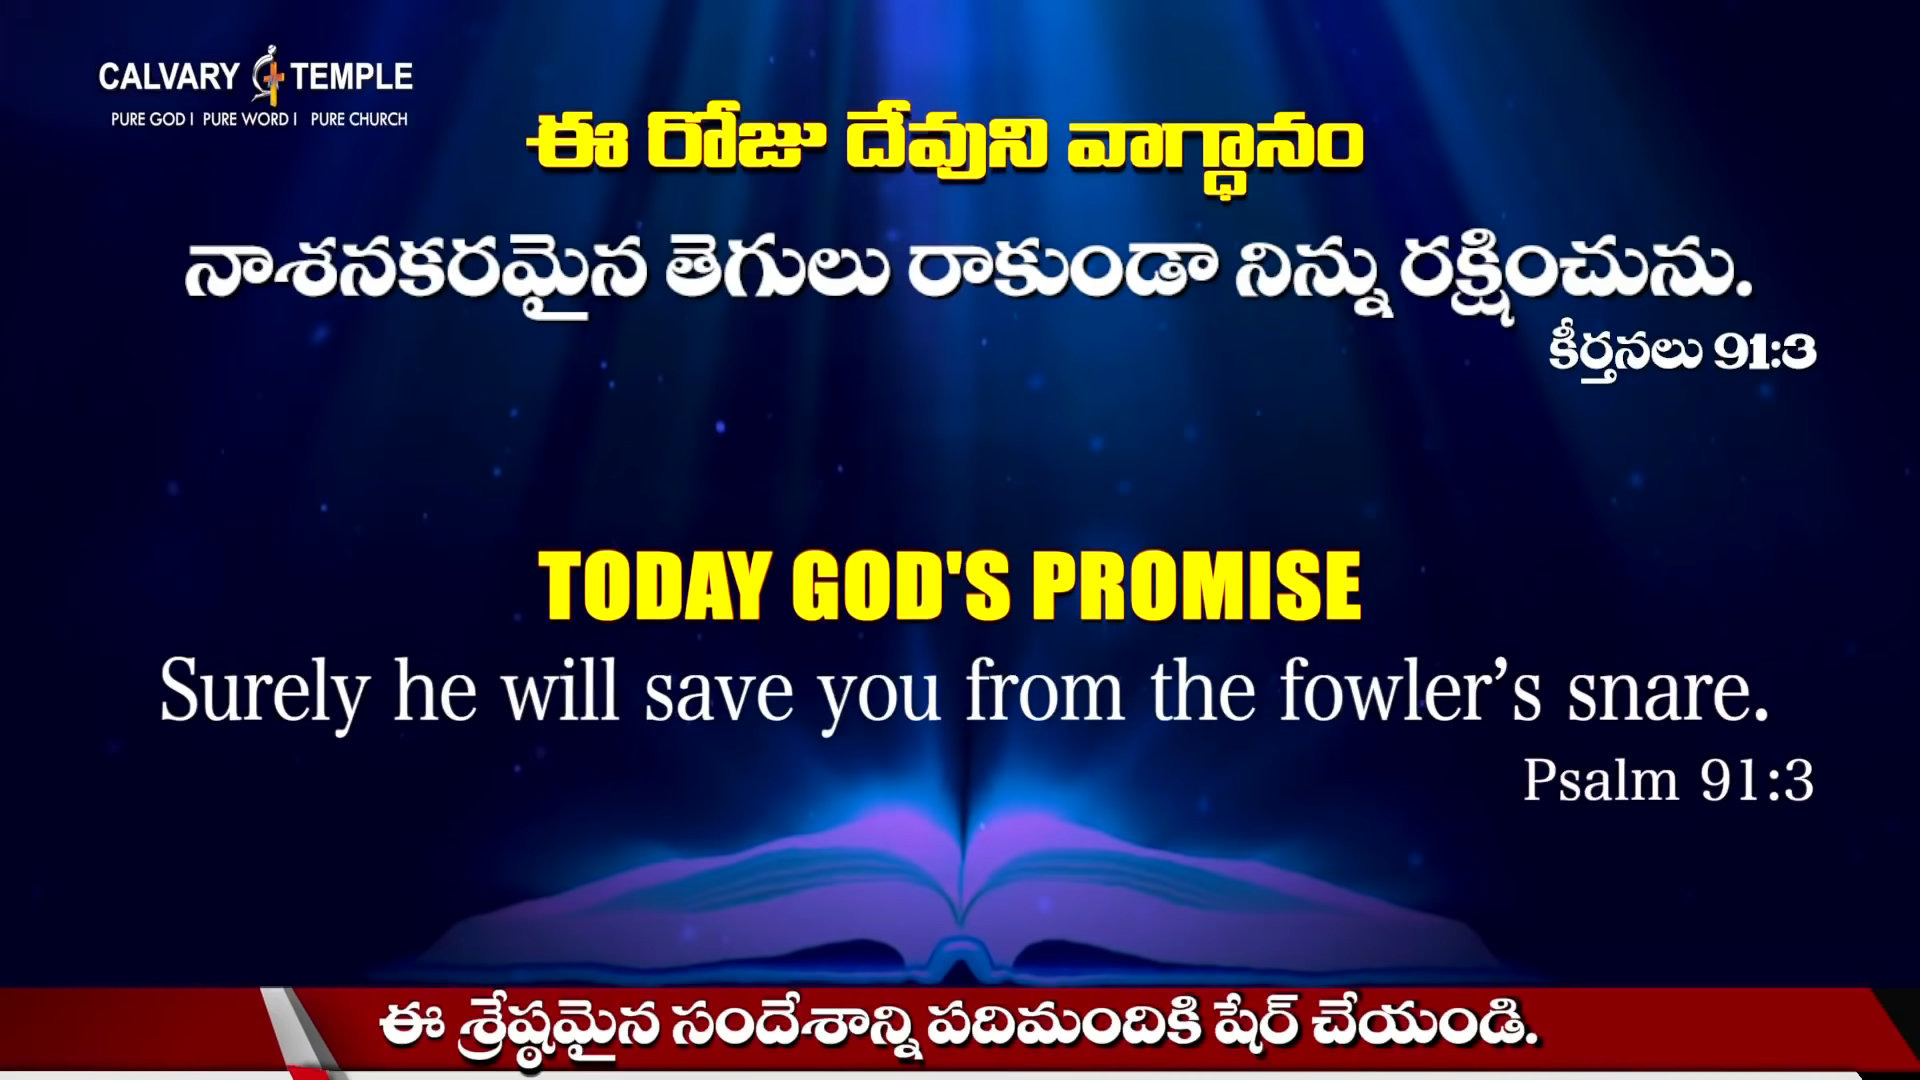 CALVARY TEMPLE
PURE GOD | PURE WORD | PURE CHURCH
ఈ రోజు దేవుని వాగ్ధానం
నాశనకరమైన తెగులు రాకుండా నిన్ను రక్షించును.
కీర్తనలు 91:3
TODAY GOD'S PROMISE
Surely he will save you from the fowler’s snare.
Psalm 91:3
ఈ శ్రేష్ఠమైన సందేశాన్ని పదిమందికి షేర్ చేయండి.